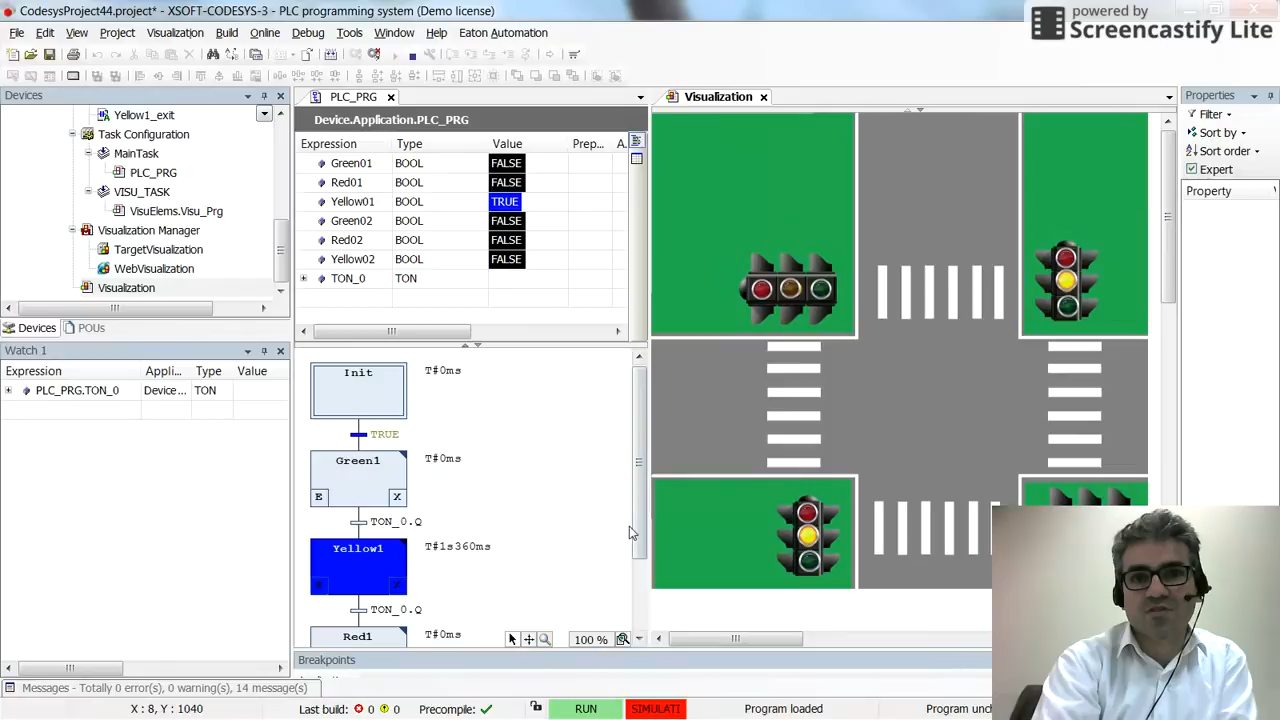 CodesysProject44.project* - XSOFT-CODESYS-3 - PLC programming system (Demo license)
powered by
Screencastify Lite
File Edit View Project Visualization Build Online Debug Tools Window Help Eaton Automation
Devices
Yellow1_exit
Task Configuration
MainTask
PLC_PRG
VISU_TASK
VisuElems.Visu_Prg
Visualization Manager
TargetVisualization
WebVisualization
Visualization
Devices POUs
Watch 1
Expression Appli... Type Value
PLC_PRG.TON_0 Device ... TON
PLC_PRG
Device.Application.PLC_PRG
Expression Type Value Prep... A.
Green01 BOOL FALSE
Red01 BOOL FALSE
Yellow01 BOOL TRUE
Green02 BOOL FALSE
Red02 BOOL FALSE
Yellow02 BOOL FALSE
TON_0 TON
Init T#0ms
TRUE
Green1 T#0ms
E X
TON_0.Q
Yellow1 T#1s360ms
TON_0.Q
Red1 T#0ms
100 %
Breakpoints
Visualization
Properties
Filter
Sort by
Sort order
Expert
Property
Messages - Totally 0 error(s), 0 warning(s), 14 message(s)
X : 8, Y : 1040 Last build: 0 0 Precompile: RUN SIMULATI Program loaded Program unch